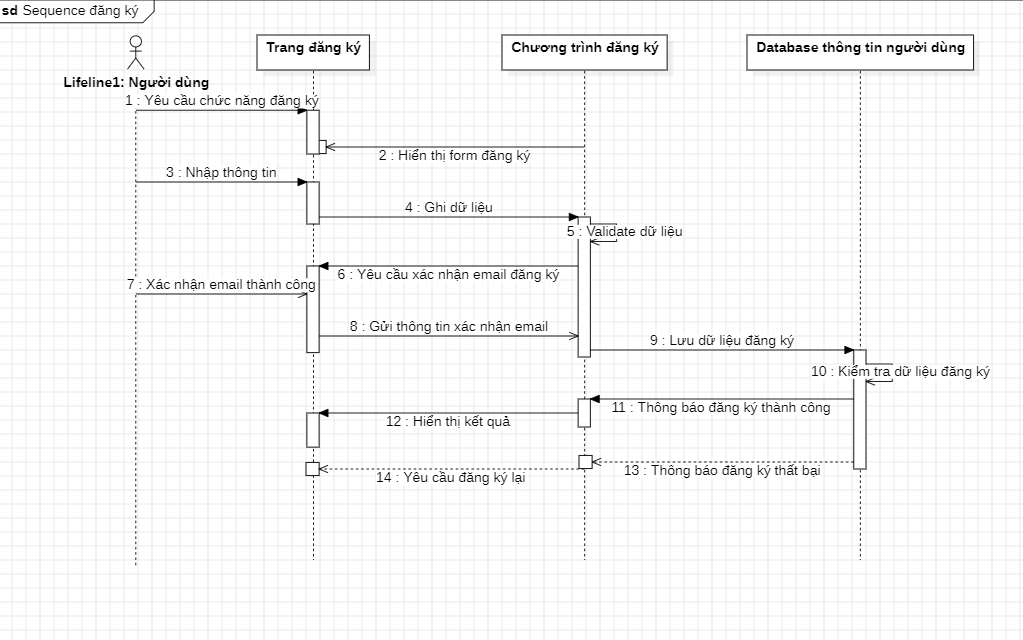 sd Sequence đăng ký
Trang đăng ký
Chương trình đăng ký
Database thông tin người dùng
Lifeline1: Người dùng
1 : Yêu cầu chức năng đăng ký
2 : Hiển thị form đăng ký
3 : Nhập thông tin
4 : Ghi dữ liệu
5 : Validate dữ liệu
6 : Yêu cầu xác nhận email đăng ký
7 : Xác nhận email thành công
8 : Gửi thông tin xác nhận email
9 : Lưu dữ liệu đăng ký
10 : Kiểm tra dữ liệu đăng ký
11 : Thông báo đăng ký thành công
12 : Hiển thị kết quả
13 : Thông báo đăng ký thất bại
14 : Yêu cầu đăng ký lại